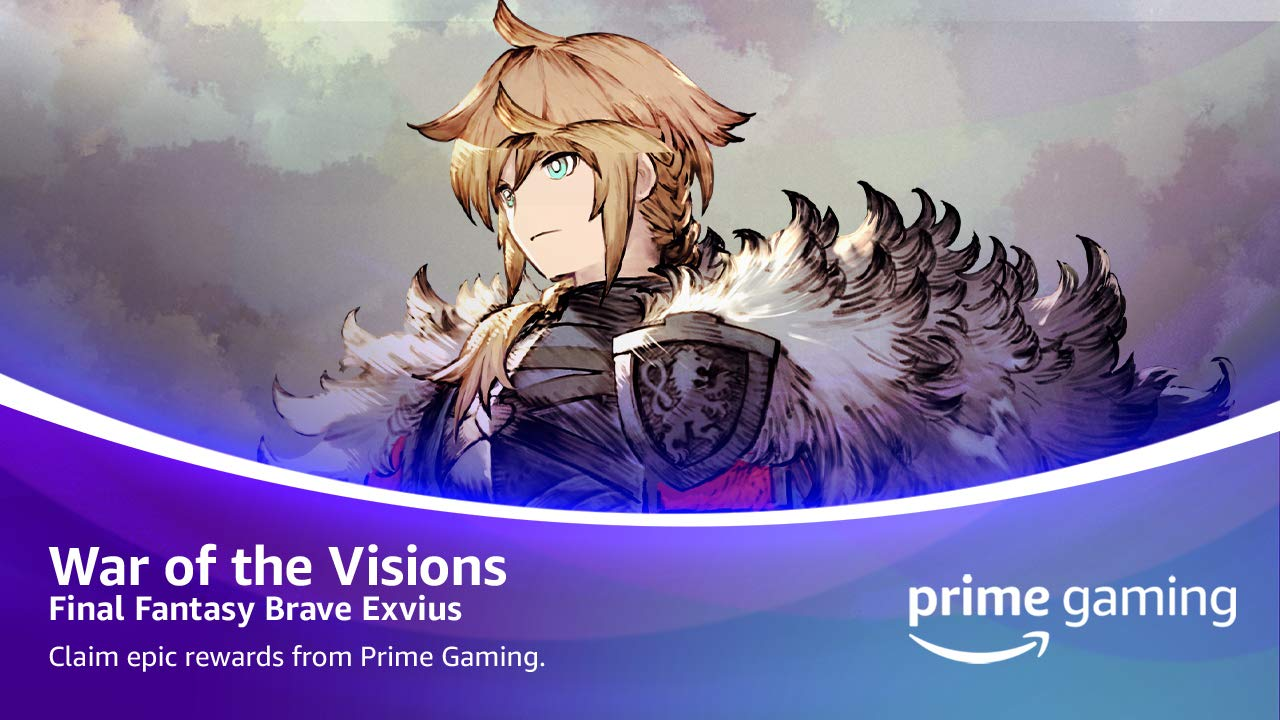 War of the Visions
Final Fantasy Brave Exvius
Claim epic rewards from Prime Gaming.
prime gaming